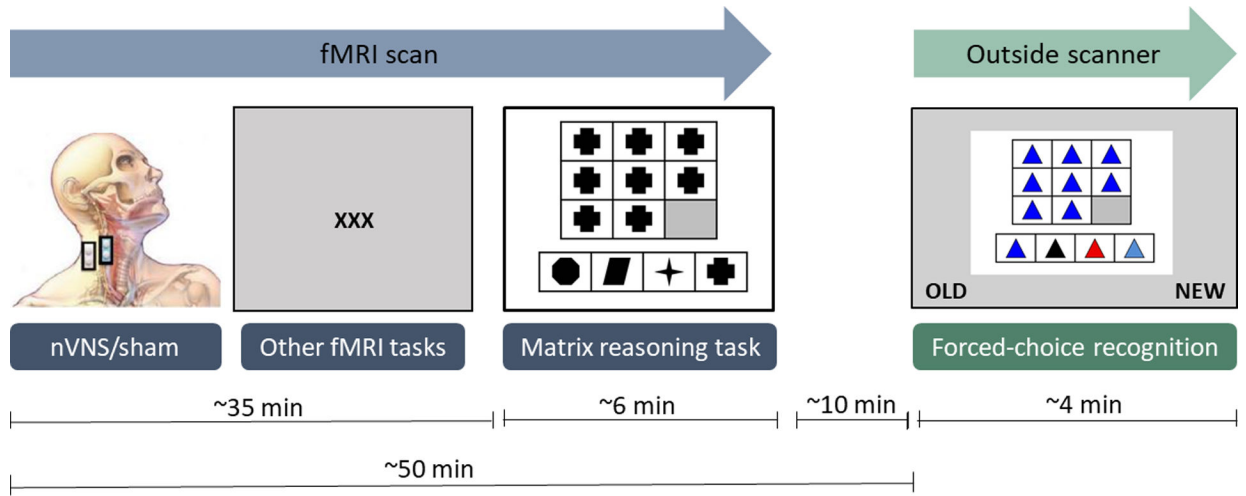 fMRI scan
Outside scanner
XXX
OLD
NEW
nVNS/sham
Other fMRI tasks
Matrix reasoning task
Forced-choice recognition
~35 min
~6 min
~10 min
~4 min
~50 min